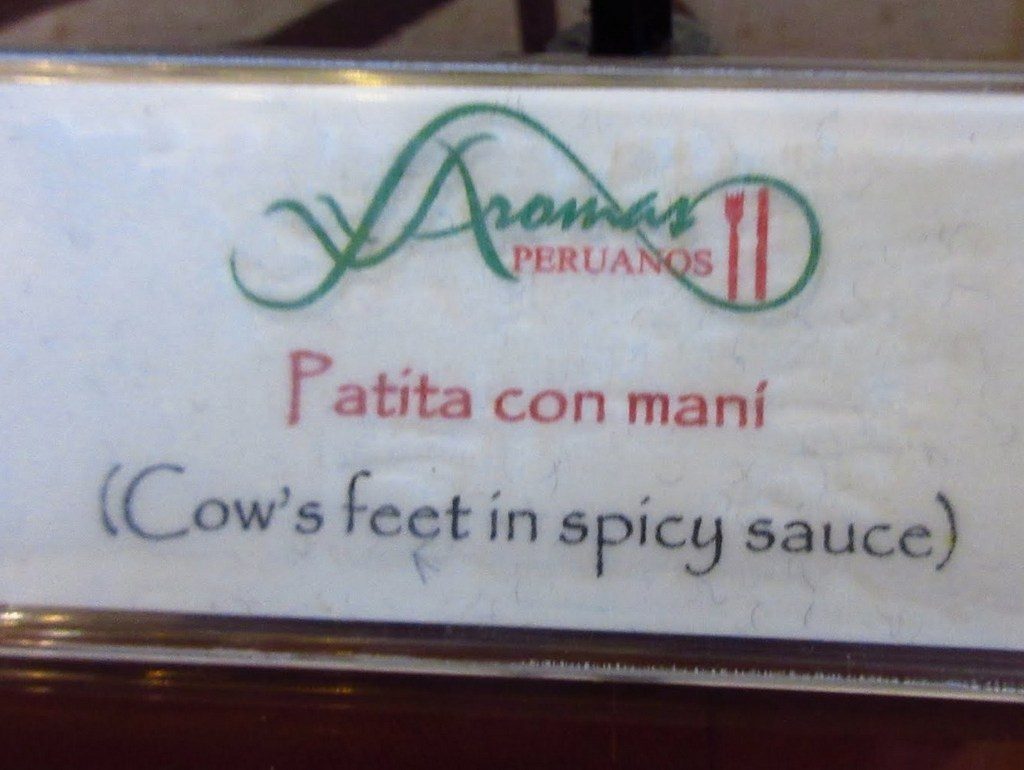 Aromas
PERUANOS
Patita con maní
(Cow's feet in spicy sauce)